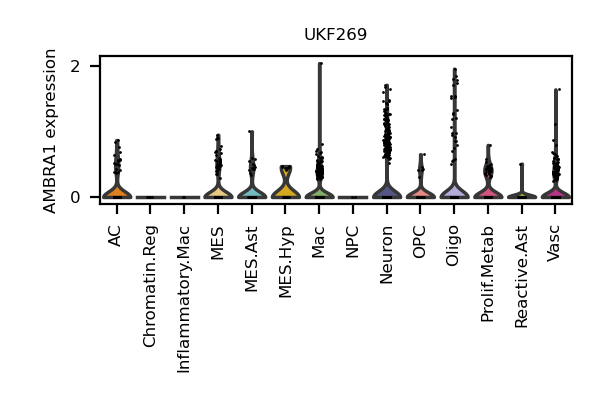 UKF269
AMBRA1 expression
2
0
AC
Chromatin.Reg
Inflammatory.Mac
MES
MES.Ast
MES.Hyp
Mac
NPC
Neuron
OPC
Oligo
Prolif.Metab
Reactive.Ast
Vasc